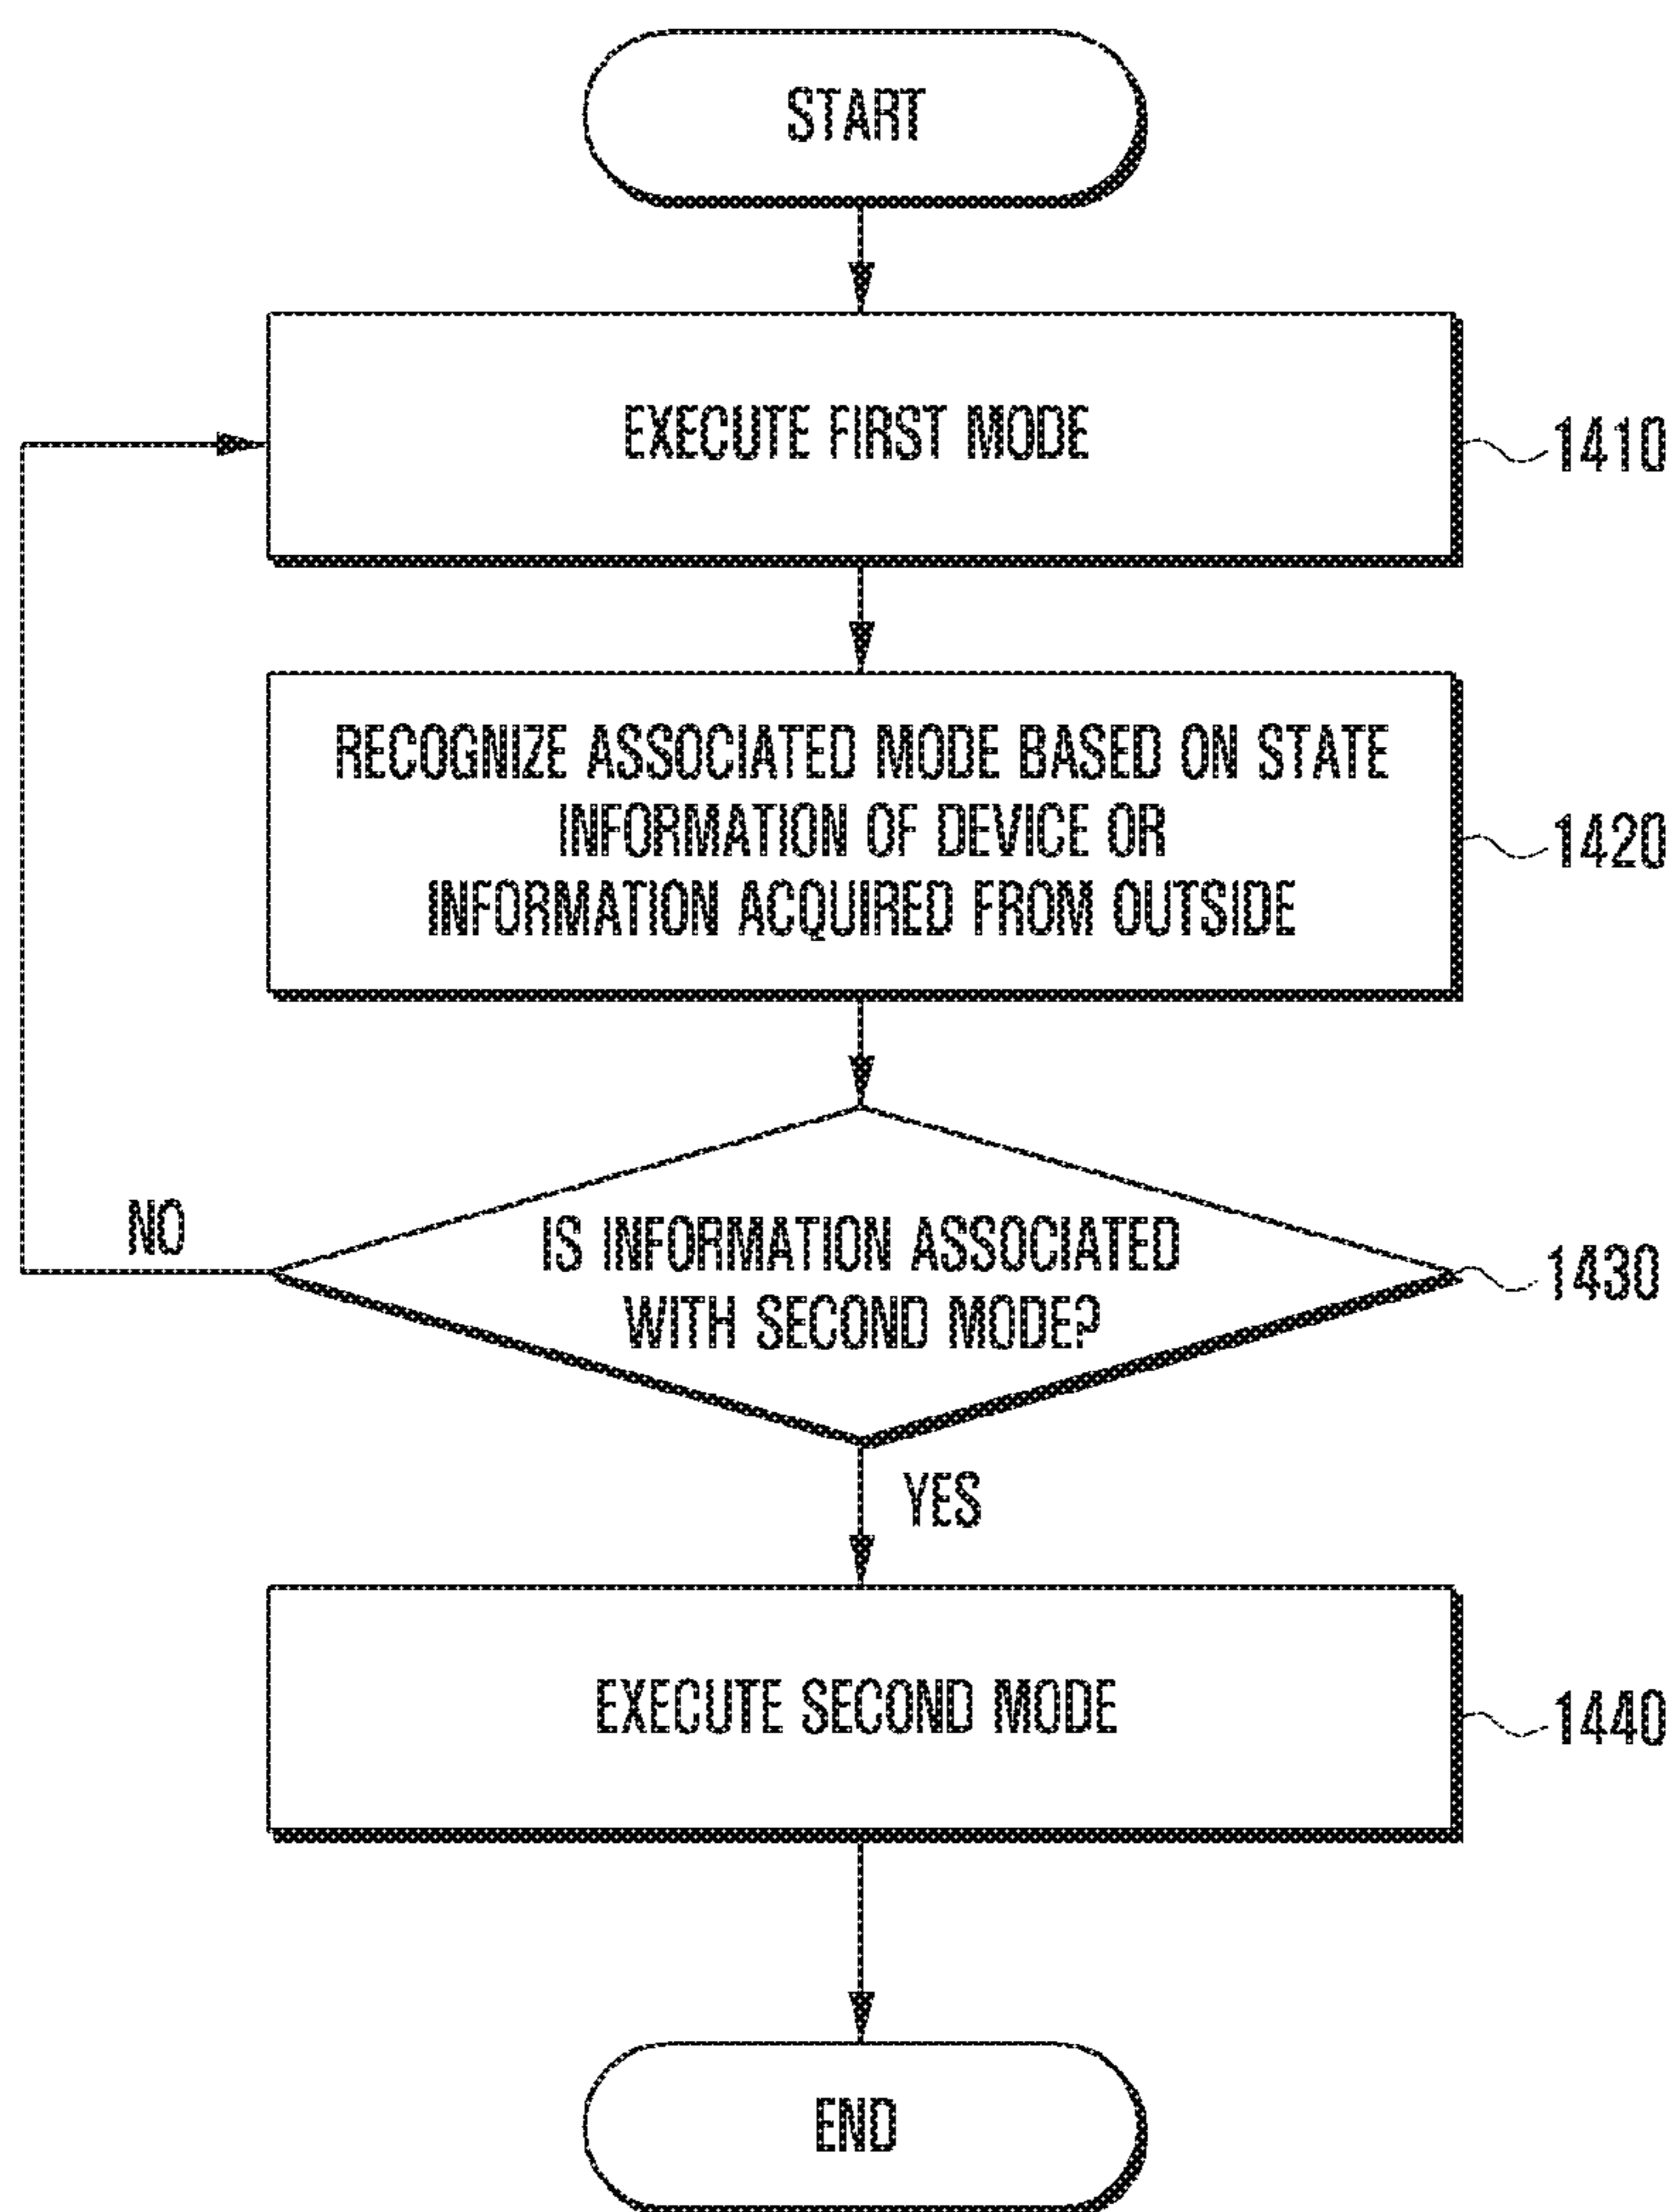 START
EXECUTE FIRST MODE
1410
RECOGNIZE ASSOCIATED MODE BASED ON STATE
INFORMATION OF DEVICE OR
INFORMATION ACQUIRED FROM OUTSIDE
1420
NO
IS INFORMATION ASSOCIATED
WITH SECOND MODE?
1430
YES
EXECUTE SECOND MODE
1440
END